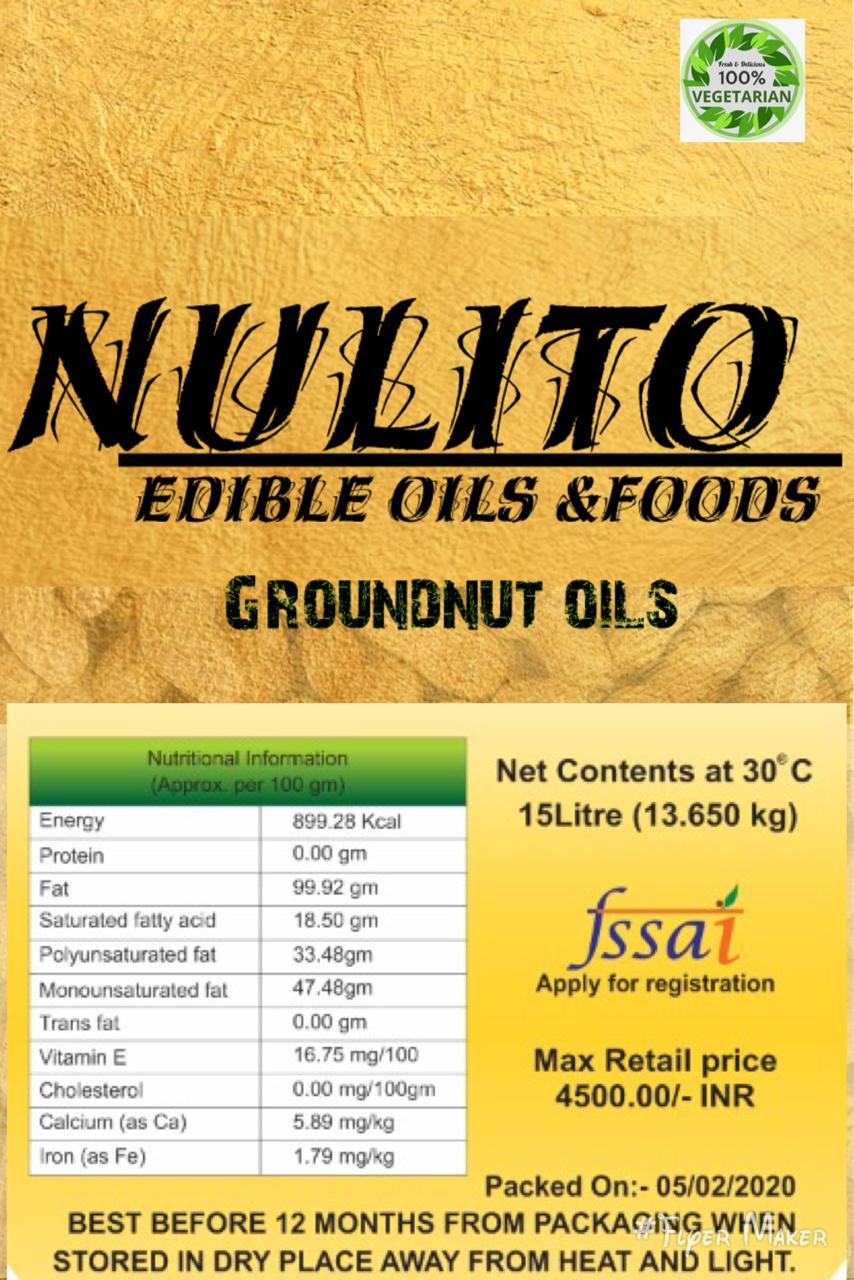 Fresh & Delicious
100%
VEGETARIAN
NULITO
EDIBLE OILS &FOODS
GROUNDNUT OILS
Nutritional Information
(Approx. per 100 gm)
Energy 899.28 Kcal
Protein 0.00 gm
Fat 99.92 gm
Saturated fatty acid 18.50 gm
Polyunsaturated fat 33.48gm
Monounsaturated fat 47.48gm
Trans fat 0.00 gm
Vitamin E 16.75 mg/100
Cholesterol 0.00 mg/100gm
Calcium (as Ca) 5.89 mg/kg
Iron (as Fe) 1.79 mg/kg
Net Contents at 30°C
15Litre (13.650 kg)
fssai
Apply for registration
Max Retail price
4500.00/- INR
Packed On:- 05/02/2020
BEST BEFORE 12 MONTHS FROM PACKAGING WHEN
STORED IN DRY PLACE AWAY FROM HEAT AND LIGHT.
#Flyer Maker